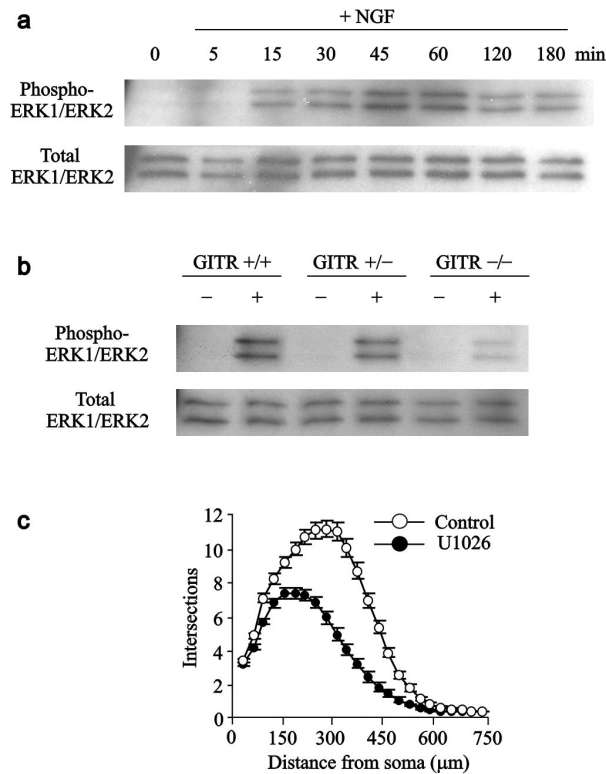 a
+ NGF
0 5 15 30 45 60 120 180 min
Phospho-
ERK1/ERK2
Total
ERK1/ERK2
b
GITR +/+ GITR +/− GITR −/−
− + − + − +
Phospho-
ERK1/ERK2
Total
ERK1/ERK2
c
12
10
8
6
4
2
0
Intersections
Control
U1026
0 150 300 450 600 750
Distance from soma (µm)